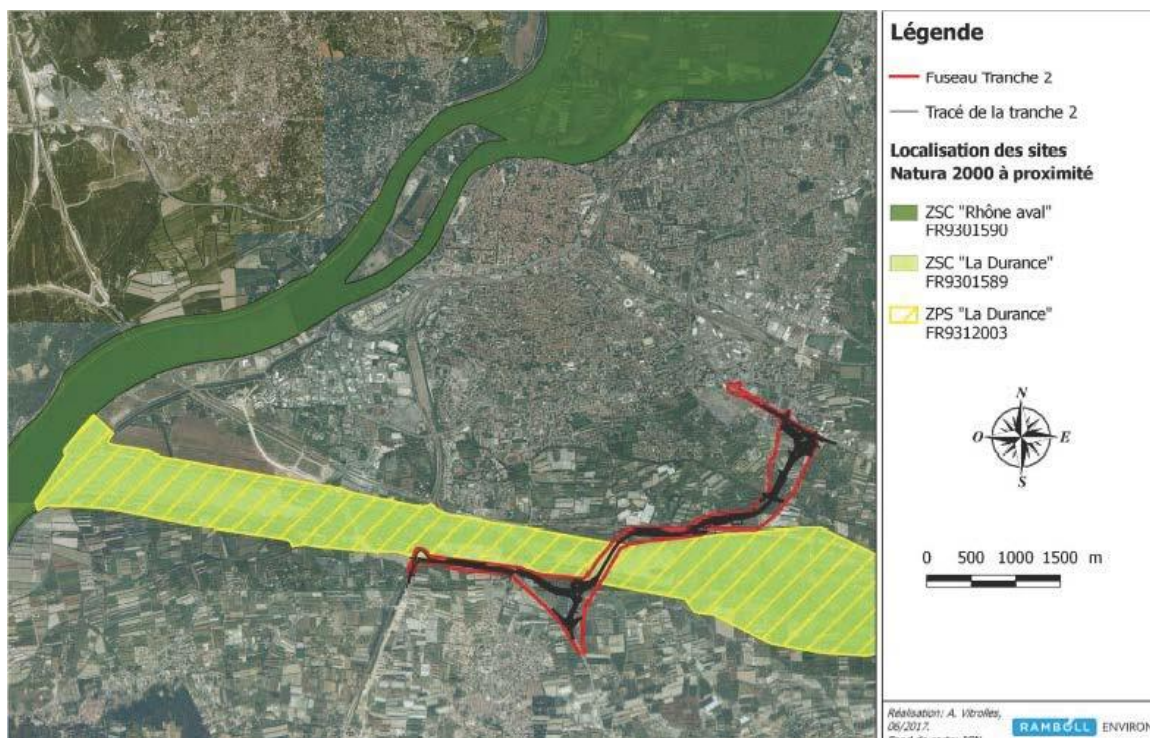 Légende
Fuseau Tranche 2
Tracé de la tranche 2
Localisation des sites
Natura 2000 à proximité
ZSC "Rhône aval"
FR9301590
ZSC "La Durance"
FR9301589
ZPS "La Durance"
FR9312003
N
O E
S
0 500 1000 1500 m
Réalisation: A. Vitrolles,
06/2017.
RAMBOLL ENVIRON